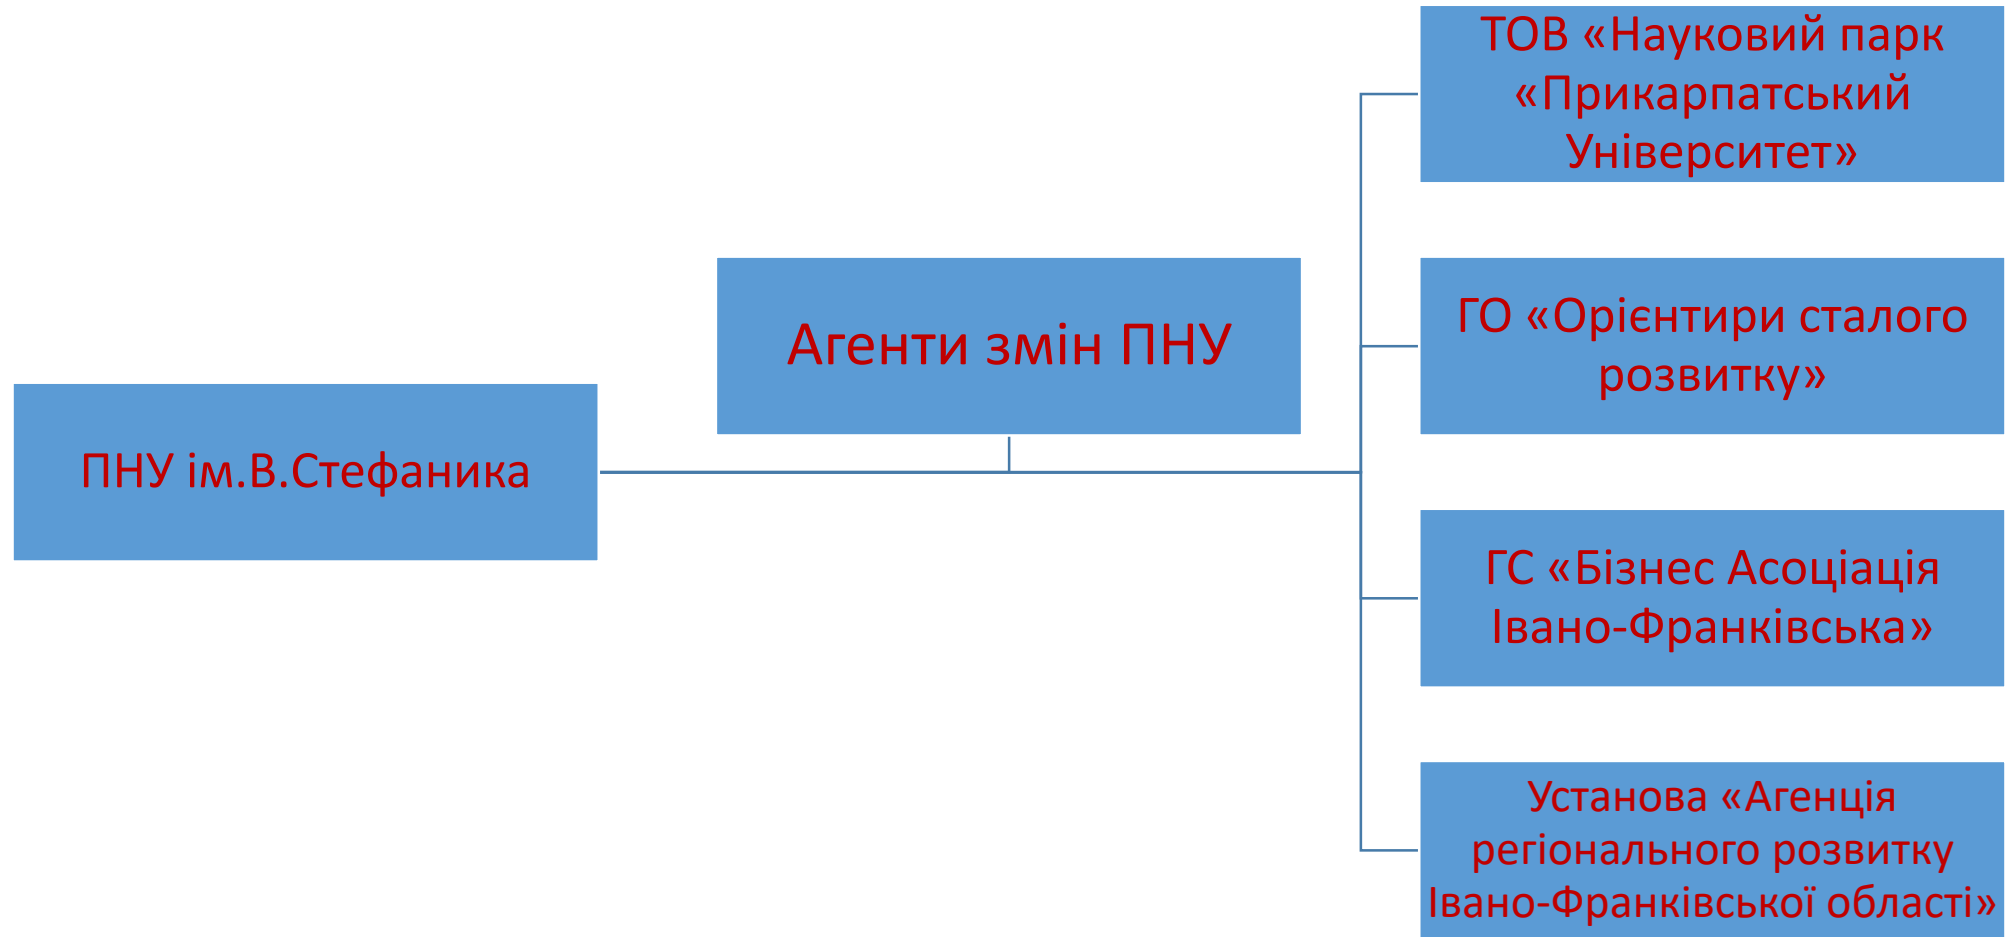 ПНУ ім.В.Стефаника
Агенти змін ПНУ
ТОВ «Науковий парк
«Прикарпатський
Університет»
ГО «Орієнтири сталого
розвитку»
ГС «Бізнес Асоціація
Івано-Франківська»
Установа «Агенція
регіонального розвитку
Івано-Франківської області»